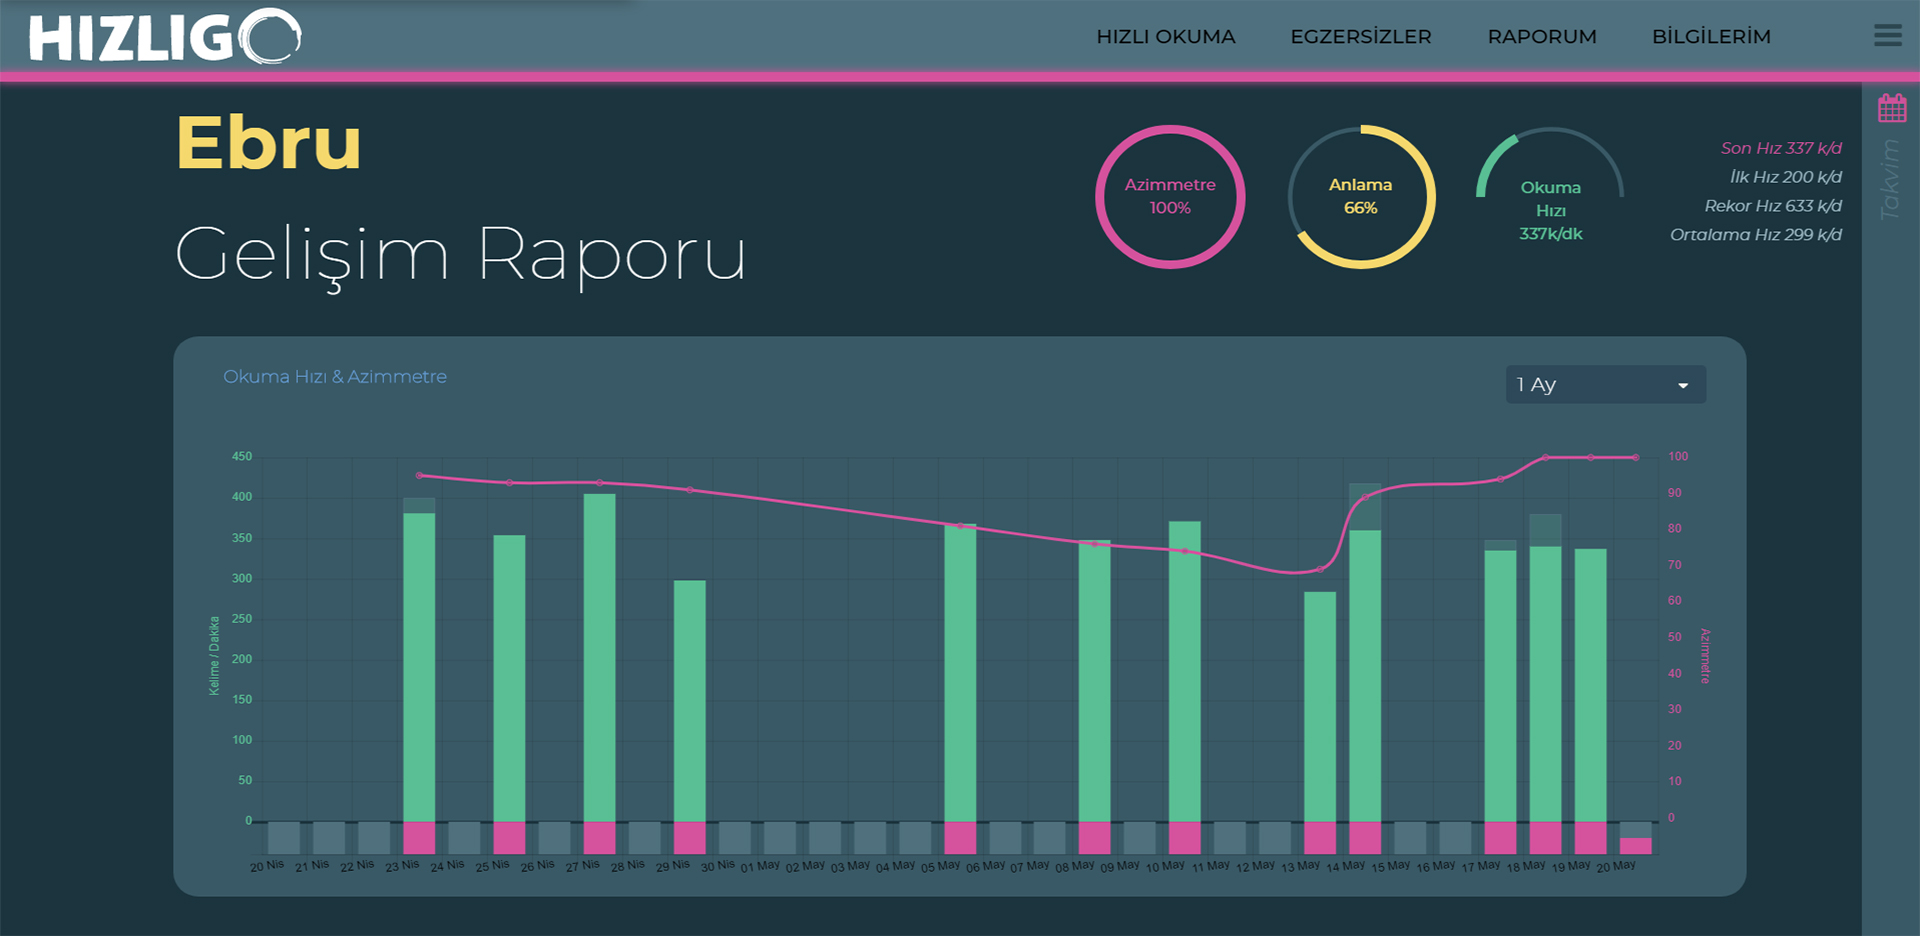 HIZLIGO
HIZLI OKUMA
EGZERSİZLER
RAPORUM
BİLGİLERİM
Ebru
Gelişim Raporu
Azimmetre
100%
Anlama
66%
Okuma
Hızı
337k/dk
Son Hız 337 k/d
İlk Hız 200 k/d
Rekor Hız 633 k/d
Ortalama Hız 299 k/d
Takvim
Okuma Hızı & Azimmetre
1 Ay
450
400
350
300
250
200
150
100
50
0
Kelime / Dakika
100
90
80
70
60
50
40
30
20
10
0
Azimmetre
20 Nis
21 Nis
22 Nis
23 Nis
24 Nis
25 Nis
26 Nis
27 Nis
28 Nis
29 Nis
30 Nis
01 May
02 May
03 May
04 May
05 May
06 May
07 May
08 May
09 May
10 May
11 May
12 May
13 May
14 May
15 May
16 May
17 May
18 May
19 May
20 May